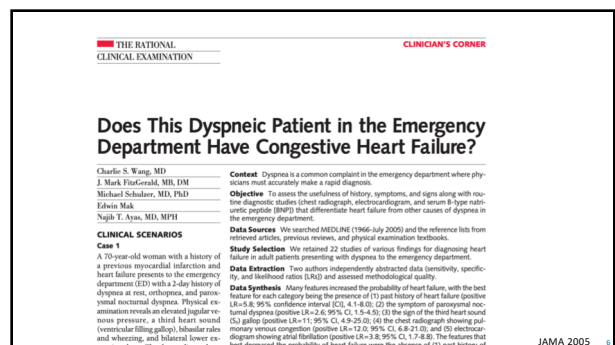 THE RATIONAL
CLINICAL EXAMINATION
CLINICIAN'S CORNER
Does This Dyspneic Patient in the Emergency
Department Have Congestive Heart Failure?
Charlie S. Wang, MD
J. Mark FitzGerald, MB, DM
Michael Schulzer, MD, PhD
Edwin Mak
Najib T. Ayas, MD, MPH
CLINICAL SCENARIOS
Case 1
A 70-year-old woman with a history of
a previous myocardial infarction and
heart failure presents to the emergency
department (ED) with a 2-day history of
dyspnea at rest, orthopnea, and parox-
ysmal nocturnal dyspnea. Physical ex-
amination reveals an elevated jugular ve-
nous pressure, a third heart sound
(ventricular filling gallop), bibasilar rales
and wheezing, and bilateral lower ex-
Context Dyspnea is a common complaint in the emergency department where phy-
sicians must accurately make a rapid diagnosis.
Objective To assess the usefulness of history, symptoms, and signs along with rou-
tine diagnostic studies (chest radiograph, electrocardiogram, and serum B-type natri-
uretic peptide [BNP]) that differentiate heart failure from other causes of dyspnea in
the emergency department.
Data Sources We searched MEDLINE (1966-July 2005) and the reference lists from
retrieved articles, previous reviews, and physical examination textbooks.
Study Selection We retained 22 studies of various findings for diagnosing heart
failure in adult patients presenting with dyspnea to the emergency department.
Data Extraction Two authors independently abstracted data (sensitivity, specific-
ity, and likelihood ratios [LRs]) and assessed methodological quality.
Data Synthesis Many features increased the probability of heart failure, with the best
feature for each category being the presence of (1) past history of heart failure (positive
LR=5.8; 95% confidence interval [CI], 4.1-8.0); (2) the symptom of paroxysmal noc-
turnal dyspnea (positive LR=2.6; 95% CI, 1.5-4.5); (3) the sign of the third heart sound
(S₃) gallop (positive LR=11; 95% CI, 4.9-25.0); (4) the chest radiograph showing pul-
monary venous congestion (positive LR=12.0; 95% CI, 6.8-21.0); and (5) electrocar-
diogram showing atrial fibrillation (positive LR=3.8; 95% CI, 1.7-8.8). The features that
best decreased the probability of heart failure were the absence of (1) past history of
JAMA 2005
6